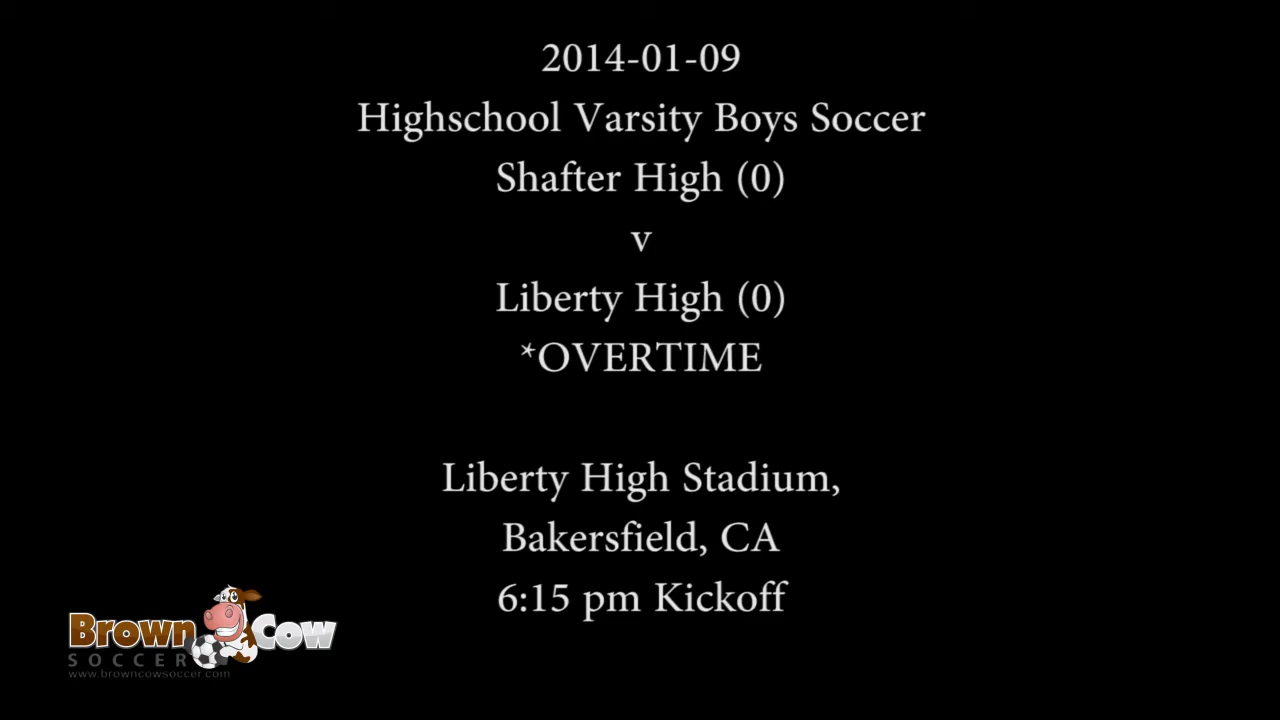 2014-01-09
Highschool Varsity Boys Soccer
Shafter High (0)
v
Liberty High (0)
*OVERTIME
Liberty High Stadium,
Bakersfield, CA
6:15 pm Kickoff
Brown Cow
SOCCER
www.browncowsoccer.com